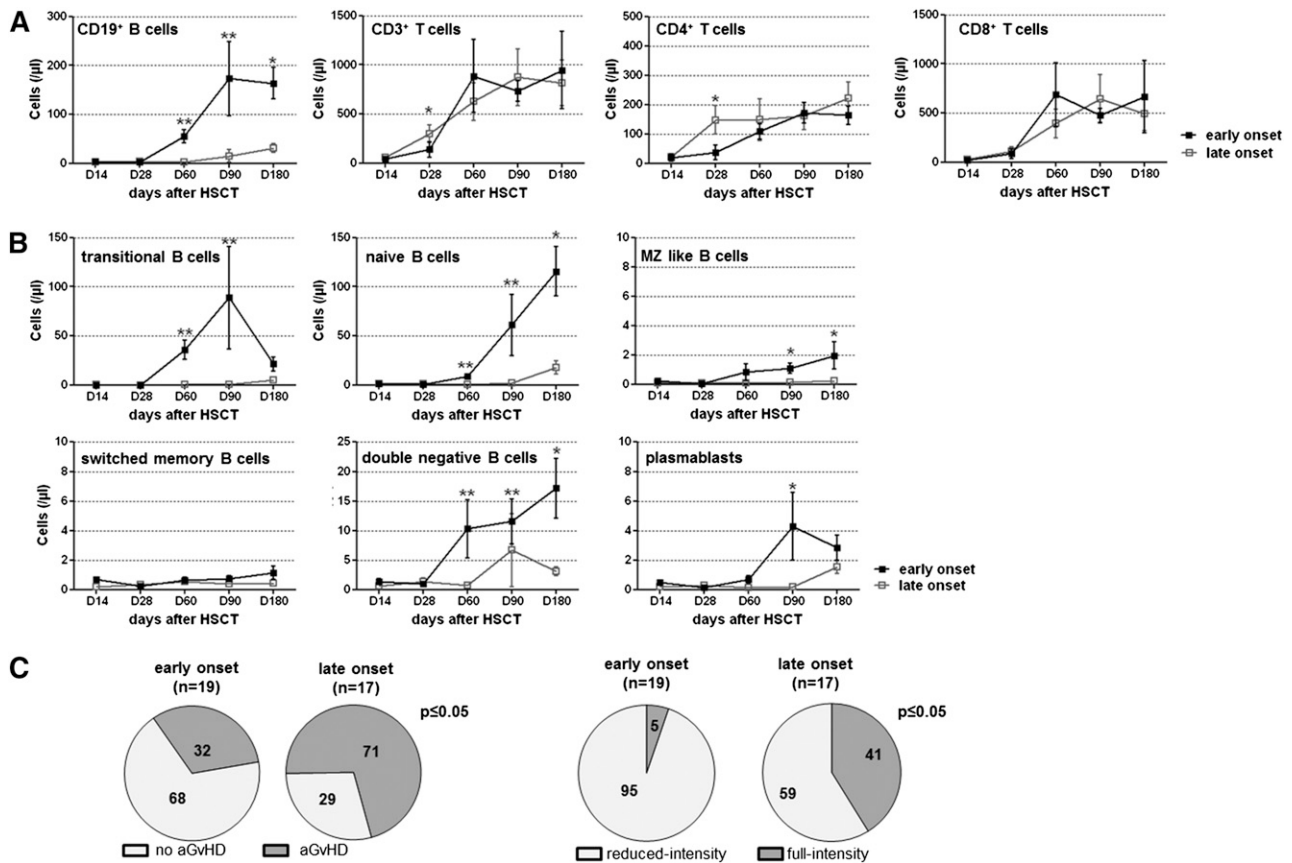 A
CD19⁺ B cells
Cells (/µl)
300
200
100
0
**
**
*
D14 D28 D60 D90 D180
days after HSCT
CD3⁺ T cells
Cells (/µl)
1500
1000
500
0
*
D14 D28 D60 D90 D180
days after HSCT
CD4⁺ T cells
Cells (/µl)
500
400
300
200
100
0
*
D14 D28 D60 D90 D180
days after HSCT
CD8⁺ T cells
Cells (/µl)
1500
1000
500
0
D14 D28 D60 D90 D180
days after HSCT
early onset
late onset
B
transitional B cells
Cells (/µl)
150
100
50
0
**
**
D14 D28 D60 D90 D180
days after HSCT
naive B cells
150
100
50
0
**
**
*
D14 D28 D60 D90 D180
days after HSCT
MZ like B cells
10
8
6
4
2
0
*
*
D14 D28 D60 D90 D180
days after HSCT
switched memory B cells
Cells (/µl)
10
8
6
4
2
0
D14 D28 D60 D90 D180
days after HSCT
double negative B cells
25
20
15
10
5
0
**
**
*
D14 D28 D60 D90 D180
days after HSCT
plasmablasts
10
8
6
4
2
0
*
D14 D28 D60 D90 D180
days after HSCT
early onset
late onset
C
early onset
(n=19)
32
68
late onset
(n=17)
71
29
p≤0.05
no aGvHD
aGvHD
early onset
(n=19)
5
95
late onset
(n=17)
41
59
p≤0.05
reduced-intensity
full-intensity